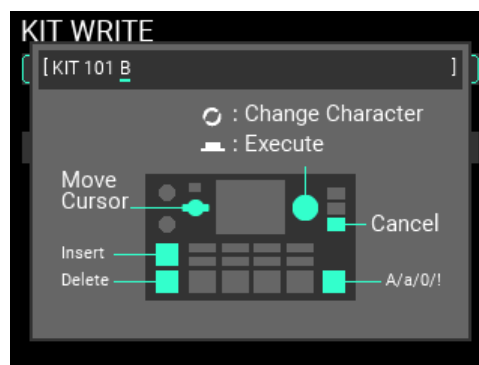 KIT WRITE
[ KIT 101 B ]
: Change Character
: Execute
Move
Cursor
Cancel
Insert
Delete
A/a/0/!